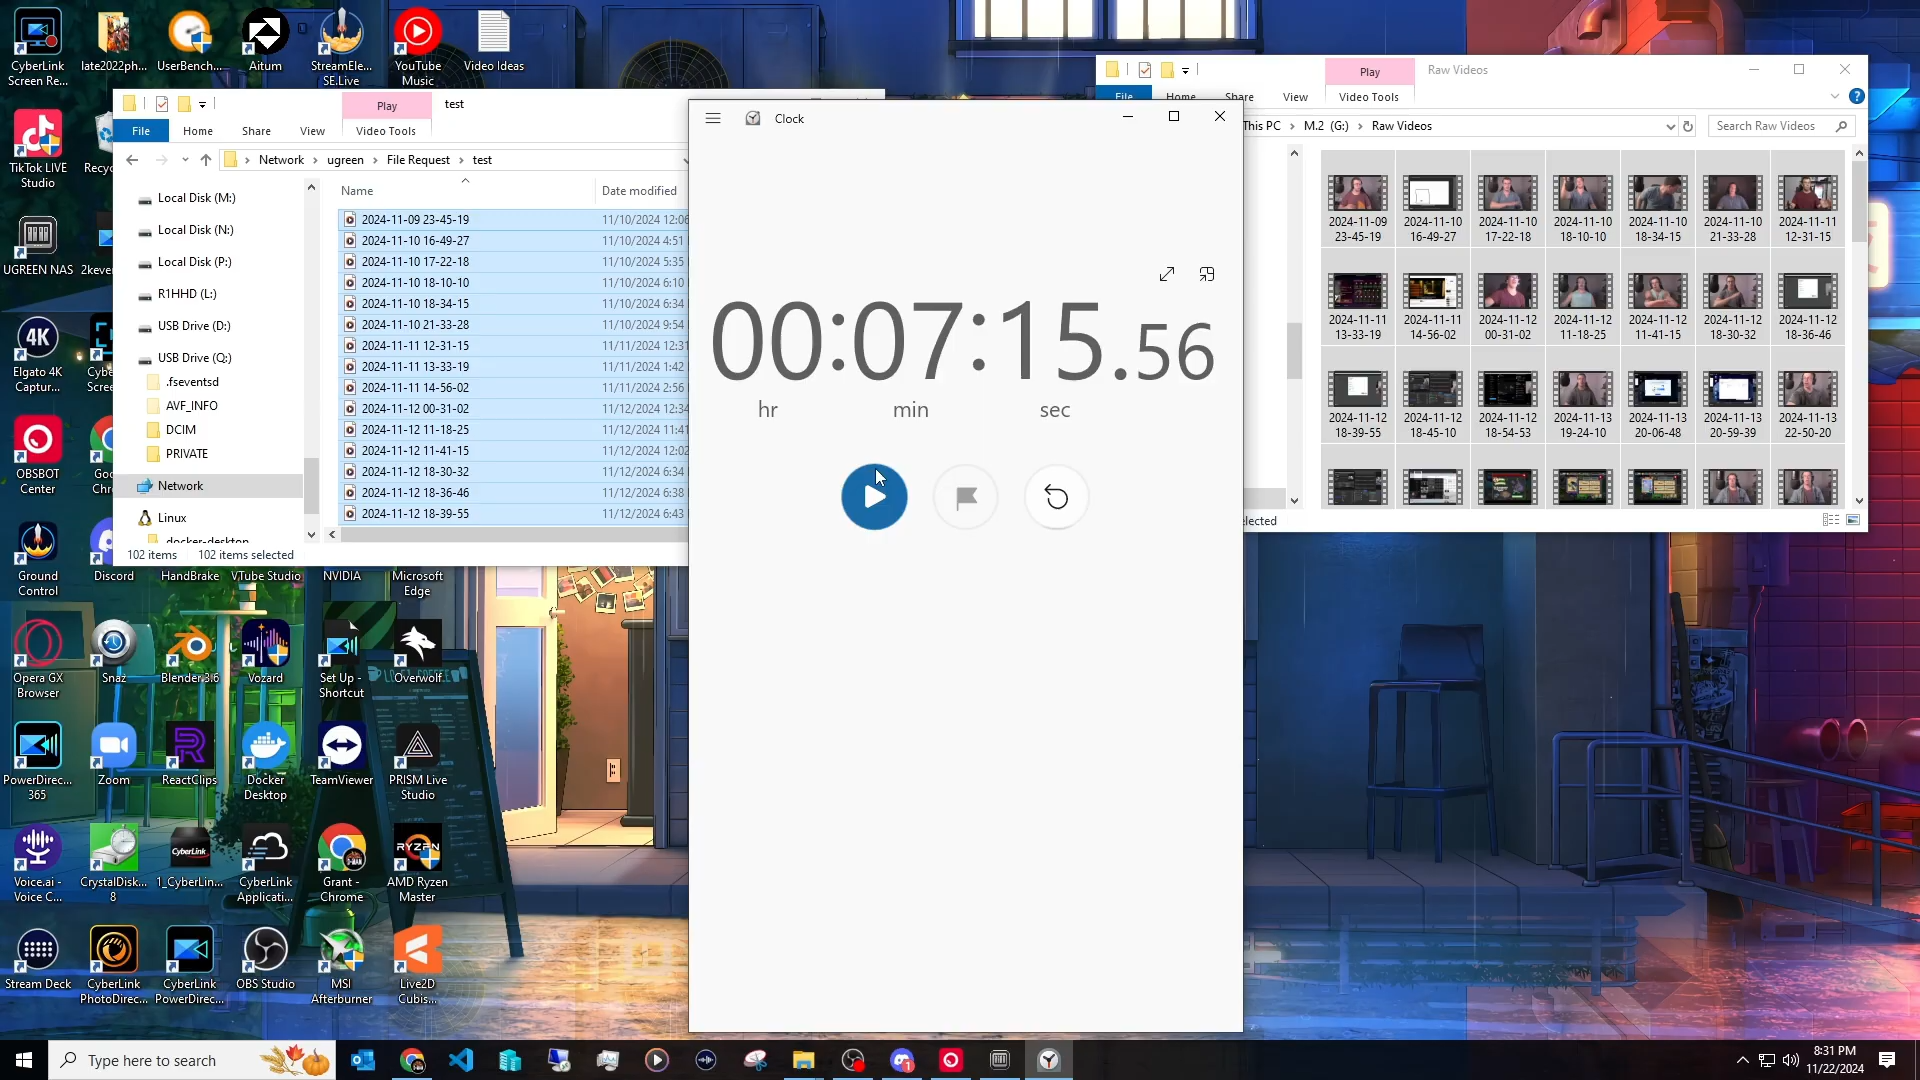 CyberLink
Screen Re...
late2022ph...
UserBench...
Aitum
StreamEle...
SE.Live
YouTube
Music
Video Ideas
TikTok LIVE
Studio
Recyc
UGREEN NAS
2kever
Elgato 4K
Captur...
Cybe
Scree
OBSBOT
Center
Goo
Chr
Ground
Control
Discord
HandBrake
VTube Studio
NVIDIA
Microsoft
Edge
Opera GX
Browser
Snaz
Blender3.6
Vozard
Set Up -
Shortcut
Overwolf
PowerDirec...
365
Zoom
ReactClips
Docker
Desktop
TeamViewer
PRISM Live
Studio
Voice.ai -
Voice C...
CrystalDisk...
8
CyberLink
1_CyberLin...
CyberLink
Applicati...
Grant -
Chrome
RYZEN
AMD Ryzen
Master
Stream Deck
CyberLink
PhotoDirec...
CyberLink
PowerDirec...
OBS Studio
MSI
Afterburner
Live2D
Cubis...
Play
test
File
Home
Share
View
Video Tools
Network
ugreen
File Request
test
Local Disk (M:)
Local Disk (N:)
Local Disk (P:)
R1HHD (L:)
USB Drive (D:)
USB Drive (Q:)
.fseventsd
AVF_INFO
DCIM
PRIVATE
Network
Linux
docker-desktop
Name
Date modified
2024-11-09 23-45-19 11/10/2024 12:06
2024-11-10 16-49-27 11/10/2024 4:51
2024-11-10 17-22-18 11/10/2024 5:35
2024-11-10 18-10-10 11/10/2024 6:10
2024-11-10 18-34-15 11/10/2024 6:34
2024-11-10 21-33-28 11/10/2024 9:54
2024-11-11 12-31-15 11/11/2024 12:31
2024-11-11 13-33-19 11/11/2024 1:42
2024-11-11 14-56-02 11/11/2024 2:56
2024-11-12 00-31-02 11/12/2024 12:34
2024-11-12 11-18-25 11/12/2024 11:41
2024-11-12 11-41-15 11/12/2024 12:02
2024-11-12 18-30-32 11/12/2024 6:34
2024-11-12 18-36-46 11/12/2024 6:38
2024-11-12 18-39-55 11/12/2024 6:43
102 items
102 items selected
Clock
00:07:15.56
hr
min
sec
Play
Raw Videos
File
Home
Share
View
Video Tools
This PC
M.2 (G:)
Raw Videos
Search Raw Videos
2024-11-09
23-45-19
2024-11-10
16-49-27
2024-11-10
17-22-18
2024-11-10
18-10-10
2024-11-10
18-34-15
2024-11-10
21-33-28
2024-11-11
12-31-15
2024-11-11
13-33-19
2024-11-11
14-56-02
2024-11-12
00-31-02
2024-11-12
11-18-25
2024-11-12
11-41-15
2024-11-12
18-30-32
2024-11-12
18-36-46
2024-11-12
18-39-55
2024-11-12
18-45-10
2024-11-12
18-54-53
2024-11-13
19-24-10
2024-11-13
20-06-48
2024-11-13
20-59-39
2024-11-13
22-50-20
elected
Type here to search
8:31 PM
11/22/2024